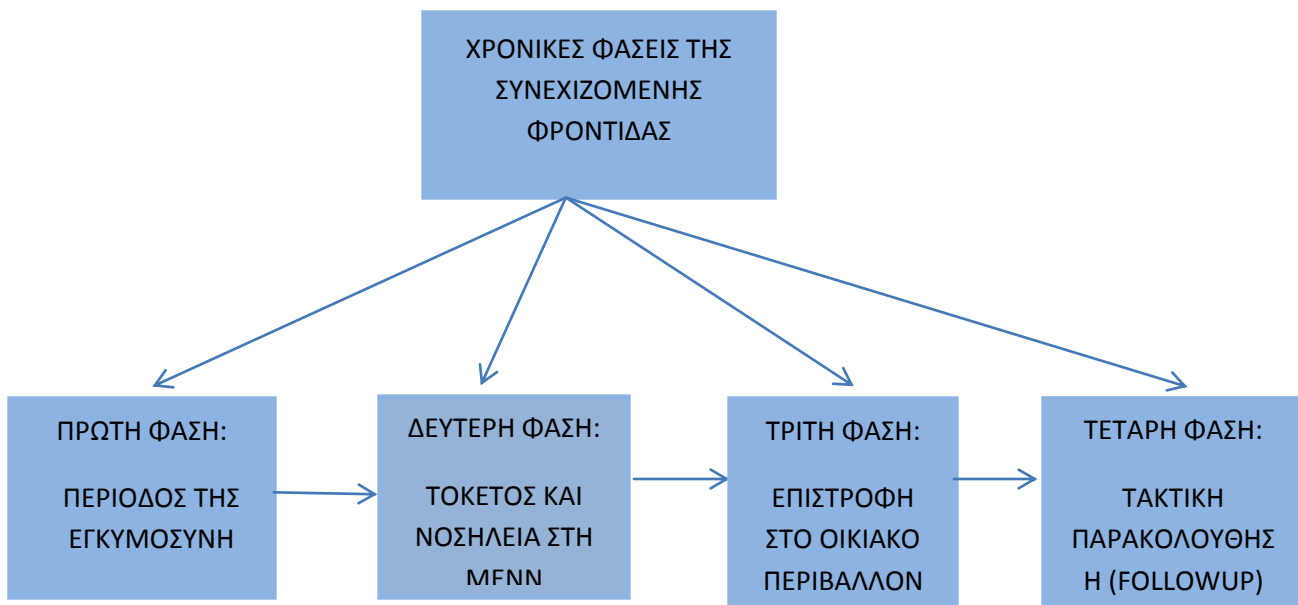 ΧΡΟΝΙΚΕΣ ΦΑΣΕΙΣ ΤΗΣ
ΣΥΝΕΧΙΖΟΜΕΝΗΣ
ΦΡΟΝΤΙΔΑΣ
ΠΡΩΤΗ ΦΑΣΗ:
ΠΕΡΙΟΔΟΣ ΤΗΣ
ΕΓΚΥΜΟΣΥΝΗ
ΔΕΥΤΕΡΗ ΦΑΣΗ:
ΤΟΚΕΤΟΣ ΚΑΙ
ΝΟΣΗΛΕΙΑ ΣΤΗ
ΜΕΝΝ
ΤΡΙΤΗ ΦΑΣΗ:
ΕΠΙΣΤΡΟΦΗ
ΣΤΟ ΟΙΚΙΑΚΟ
ΠΕΡΙΒΑΛΛΟΝ
ΤΕΤΑΡΗ ΦΑΣΗ:
ΤΑΚΤΙΚΗ
ΠΑΡΑΚΟΛΟΥΘΗΣ
Η (FOLLOWUP)